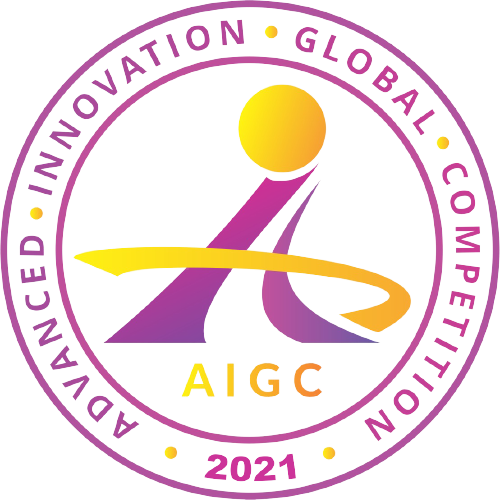 ADVANCED • INNOVATION • GLOBAL • COMPETITION
AIGC
• 2021 •